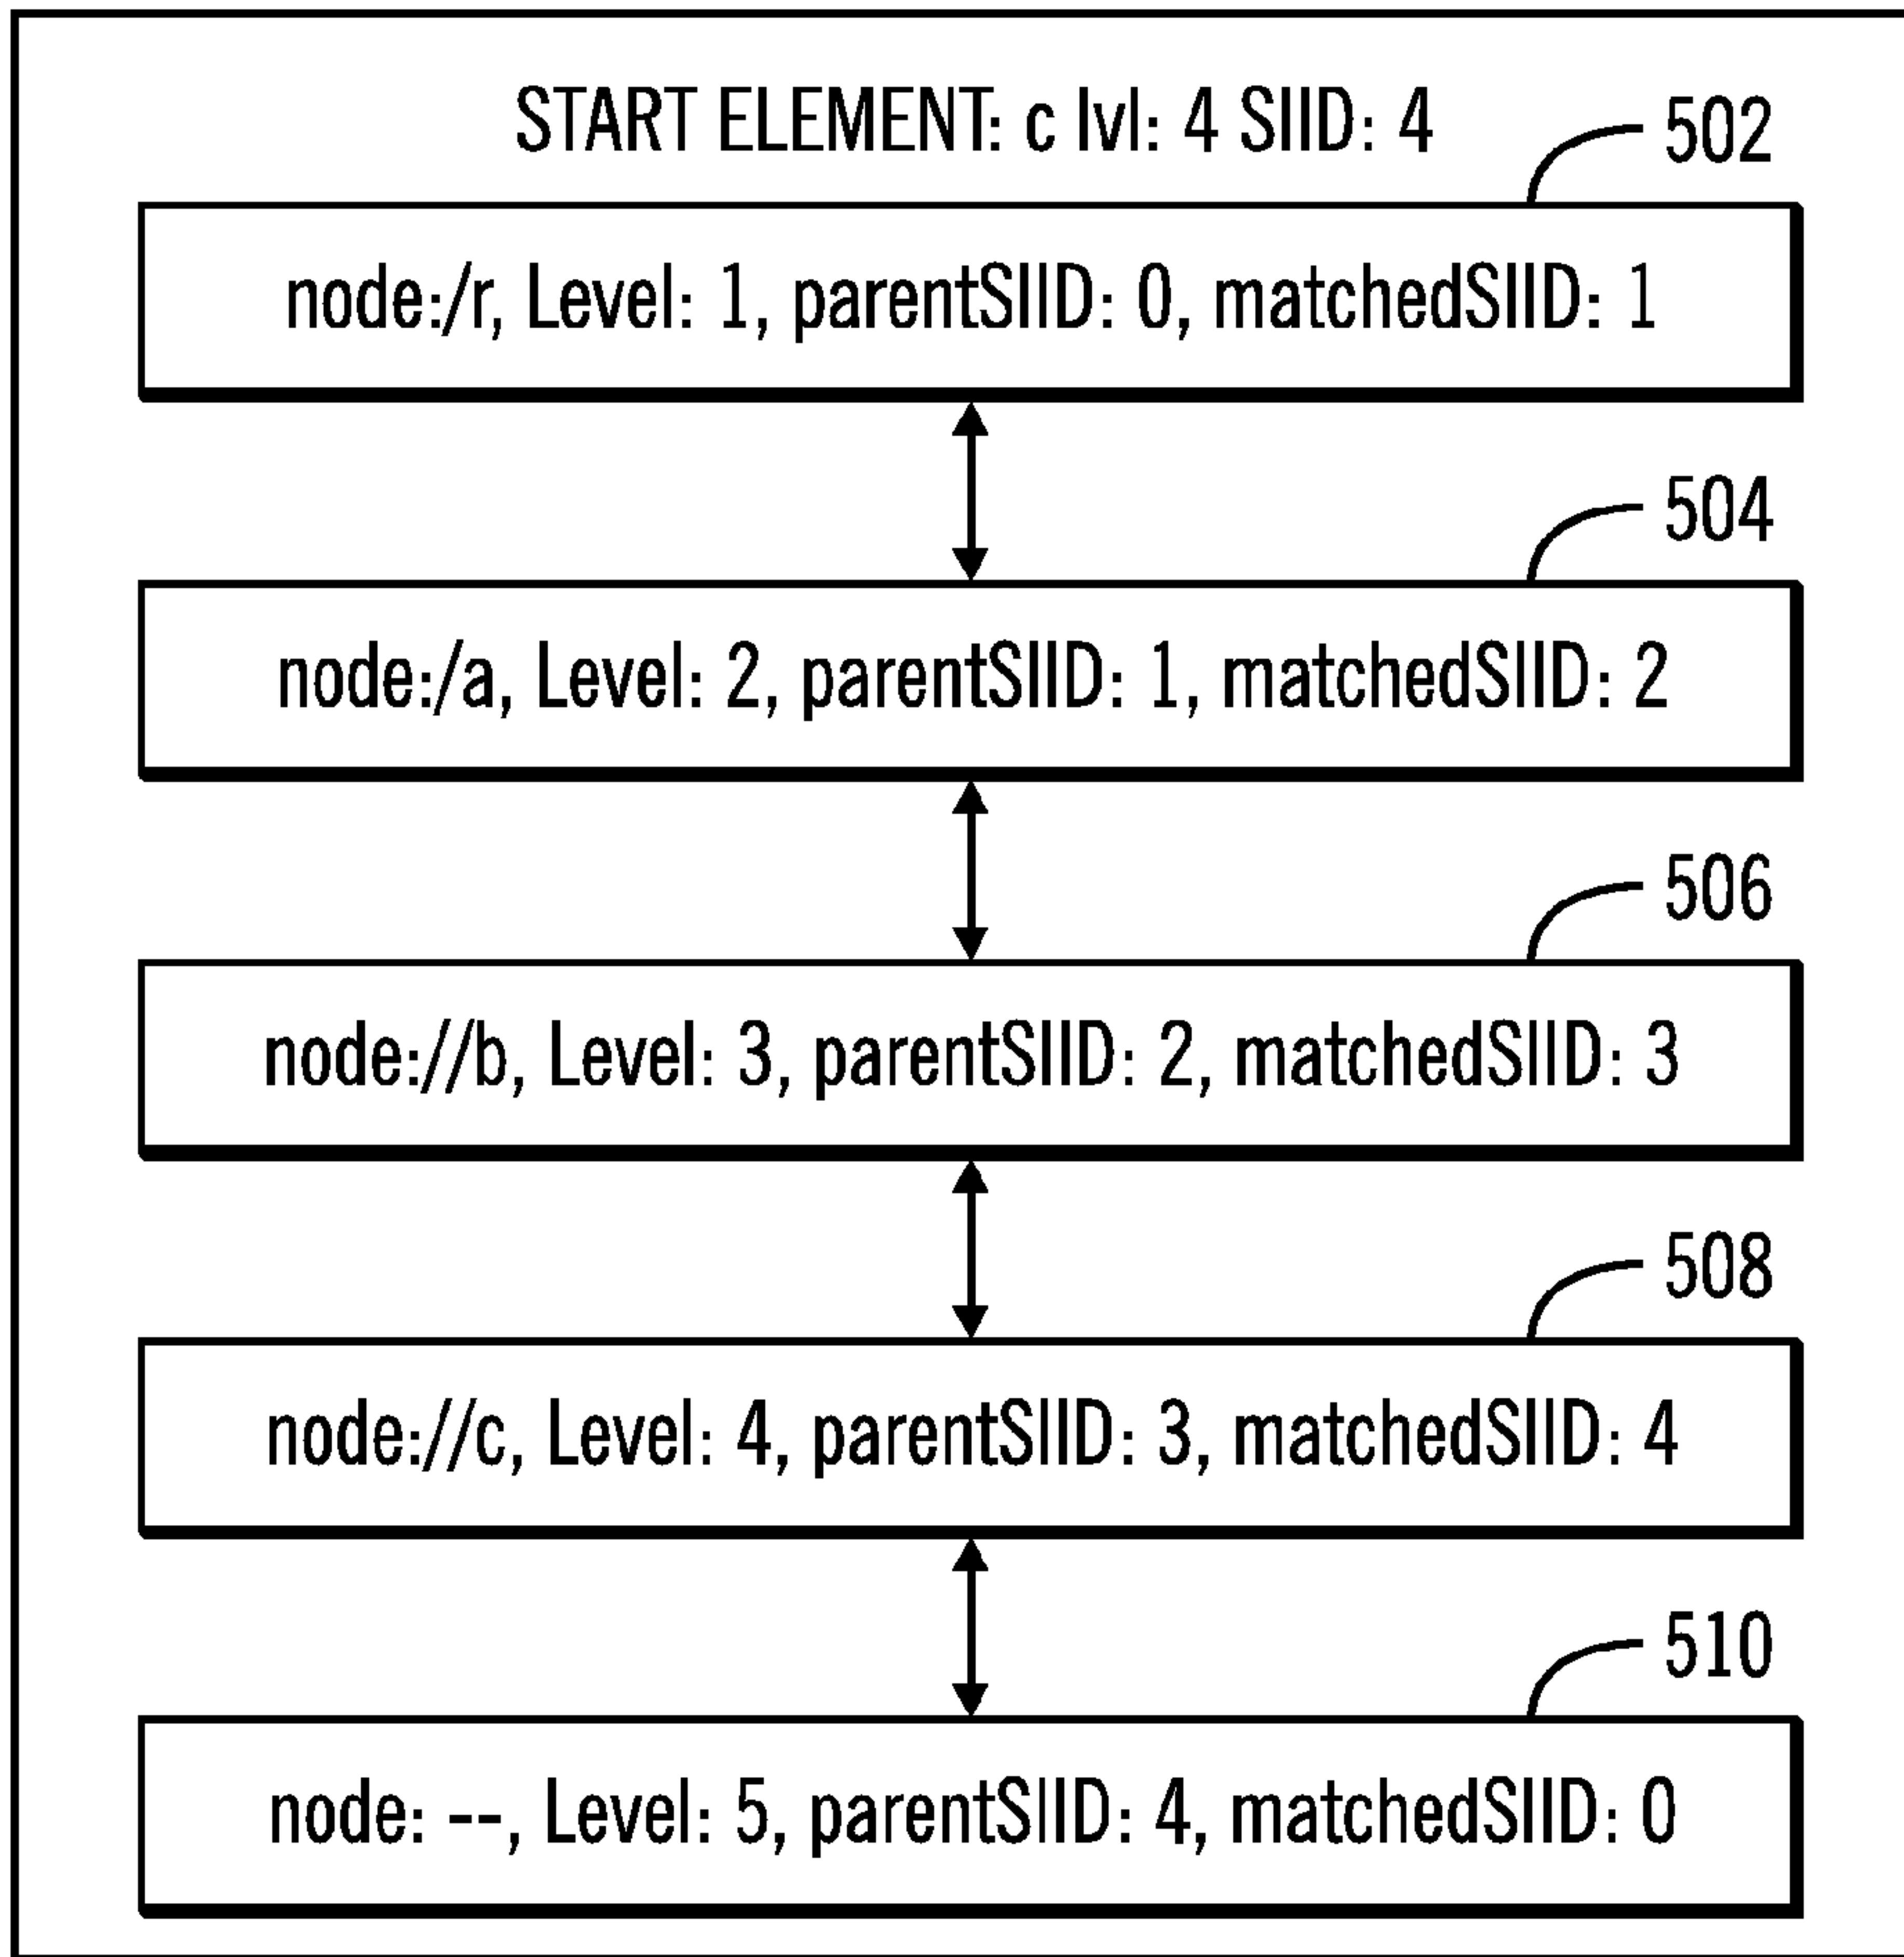 START ELEMENT: c lvl: 4 SIID: 4
502
node:/r, Level: 1, parentSIID: 0, matchedSIID: 1
504
node:/a, Level: 2, parentSIID: 1, matchedSIID: 2
506
node://b, Level: 3, parentSIID: 2, matchedSIID: 3
508
node://c, Level: 4, parentSIID: 3, matchedSIID: 4
510
node: --, Level: 5, parentSIID: 4, matchedSIID: 0